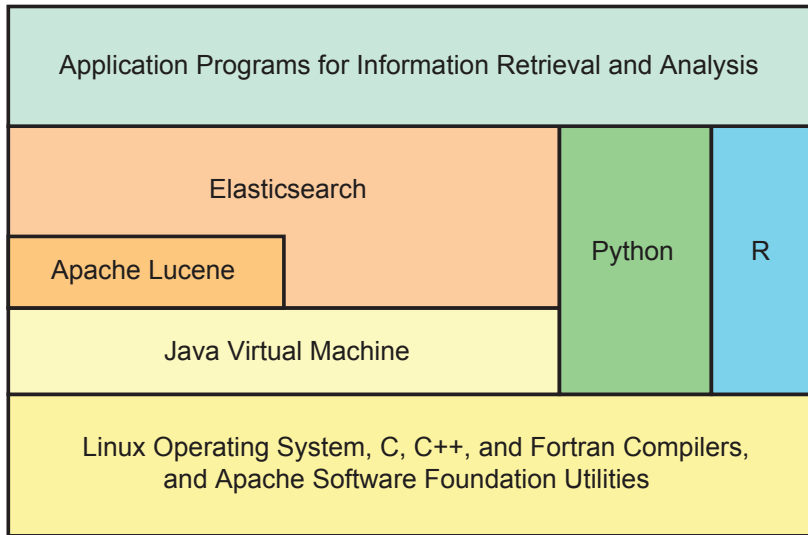 Application Programs for Information Retrieval and Analysis
Elasticsearch
Apache Lucene
Python
R
Java Virtual Machine
Linux Operating System, C, C++, and Fortran Compilers,
and Apache Software Foundation Utilities